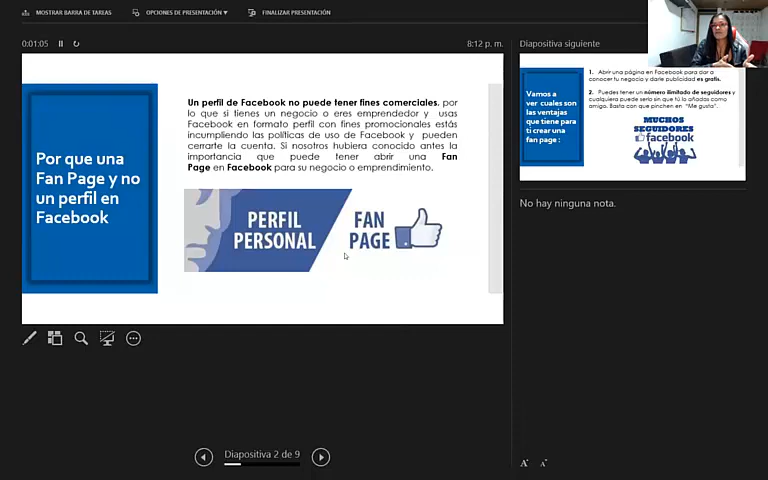 MOSTRAR BARRA DE TAREAS
OPCIONES DE PRESENTACIÓN ▼
FINALIZAR PRESENTACIÓN
0:01:05
8:12 p. m.
Por que una
Fan Page y no
un perfil en
Facebook
Un perfil de Facebook no puede tener fines comerciales, por
lo que si tienes un negocio o eres emprendedor y usas
Facebook en formato perfil con fines promocionales estás
incumpliendo las políticas de uso de Facebook y pueden
cerrarte la cuenta. Si nosotros hubiera conocido antes la
importancia que puede tener abrir una Fan
Page en Facebook para su negocio o emprendimiento.
PERFIL
PERSONAL
FAN
PAGE
Diapositiva 2 de 9
Diapositiva siguiente
Vamos a
ver cuales son
las ventajas
que tiene para
ti crear una
fan page :
1. Abrir una página en Facebook para dar a
conocer tu negocio y darle publicidad es gratis.
2. Puedes tener un número ilimitado de seguidores y
cualquiera puede serlo sin que tú lo añadas como
amigo. Basta con que pinchen en "Me gusta".
MUCHOS
SEGUIDORES
facebook
No hay ninguna nota.
A A